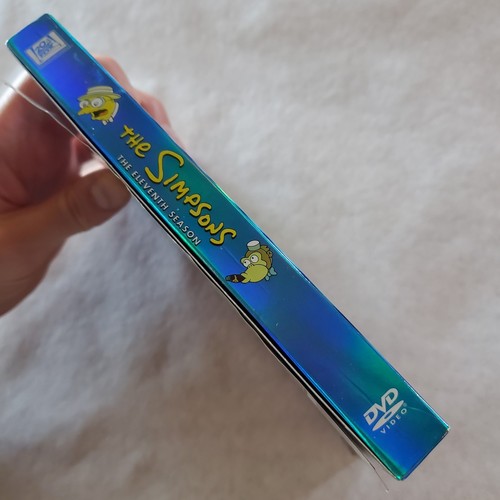 THE SIMPSONS
THE ELEVENTH SEASON
DVD
VIDEO